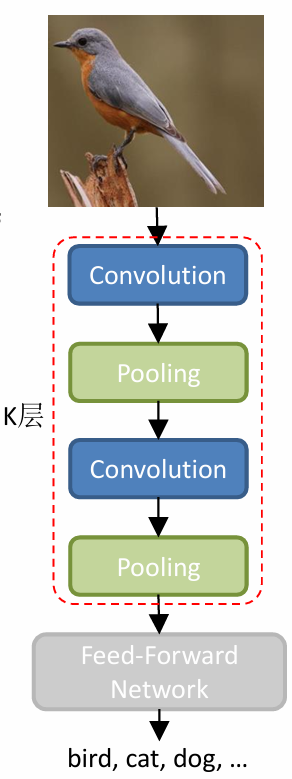 Convolution
Pooling
K层
Convolution
Pooling
Feed-Forward
Network
bird, cat, dog, ...